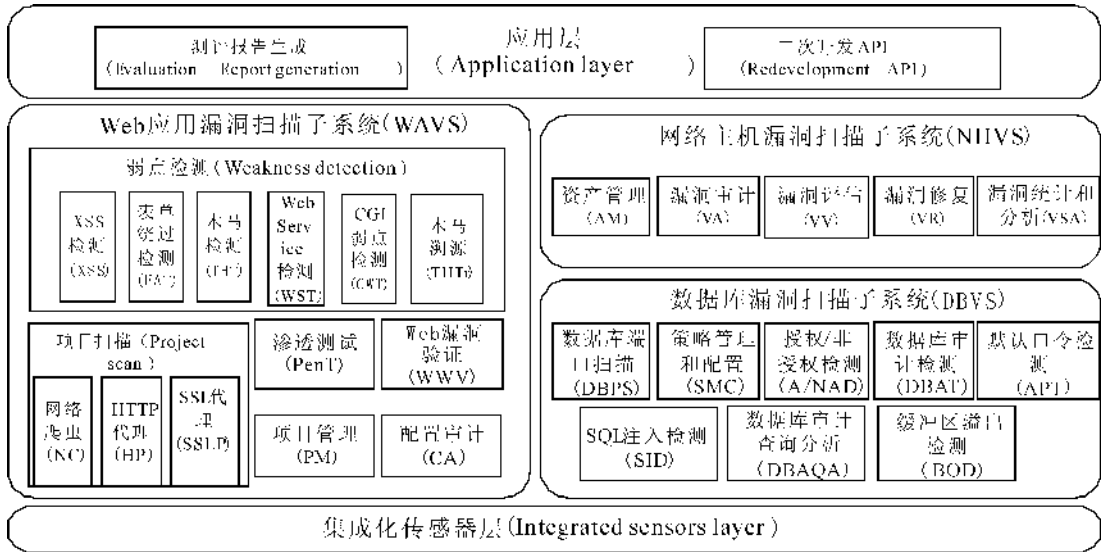 测评报告生成
(Evaluation Report generation )
应用层
(Application layer )
二次开发API
(Redevelopment API)
Web应用漏洞扫描子系统(WAVS)
弱点检测(Weakness detection)
XSS
检测
(XSS)
绕过
检测
木马
检测
Web
Serv
ice
检测
(WST)
CGI
弱点
检测
(CWT)
木马
溯源
项目扫描(Project
scan)
网络
爬虫
(NC)
HTTP
代理
(HP)
SSL代
理
(SSLP)
渗透测试
(PenT)
Web漏洞
验证
(WWV)
项目管理
(PM)
配置审计
(CA)
网络主机漏洞扫描子系统(NHVS)
资产管理
(AM)
漏洞审计
(VA)
漏洞评估
(VV)
漏洞修复
(VR)
漏洞统计和
分析(VSA)
数据库漏洞扫描子系统(DBVS)
数据库端
口扫描
(DBPS)
策略管理
和配置
(SMC)
授权/非
授权检测
(A/NAD)
数据库审
计检测
(DBAT)
默认口令检
测
(APT)
SQL注入检测
(SID)
数据库审计
查询分析
(DBAQA)
缓冲区溢出
检测
(BOD)
集成化传感器层(Integrated sensors layer)